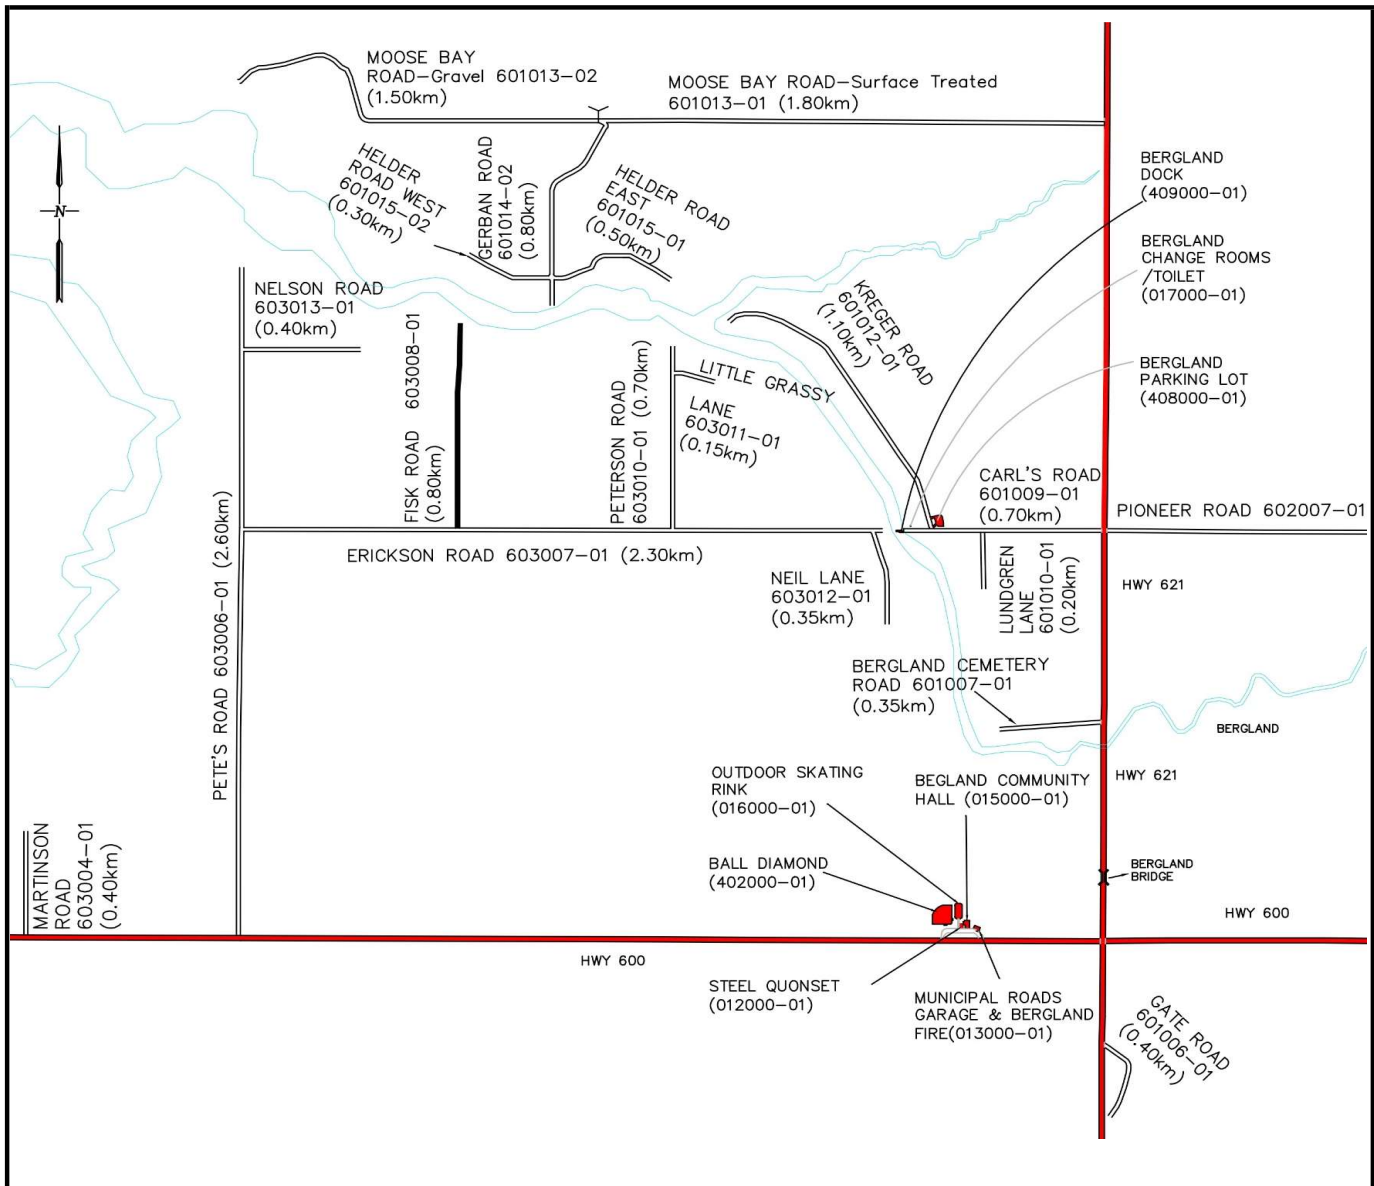 MOOSE BAY
ROAD-Gravel 601013-02
(1.50km)
MOOSE BAY ROAD-Surface Treated
601013-01 (1.80km)
HELDER
ROAD WEST
601015-02
(0.30km)
GERBAN ROAD
601014-02
(0.80km)
HELDER ROAD
EAST
601015-01
(0.50km)
BERGLAND
DOCK
(409000-01)
BERGLAND
CHANGE ROOMS
/TOILET
(017000-01)
BERGLAND
PARKING LOT
(408000-01)
N
NELSON ROAD
603013-01
(0.40km)
FISK ROAD 603008-01
(0.80km)
PETERSON ROAD
603010-01 (0.70km)
LITTLE GRASSY
LANE
603011-01
(0.15km)
KREGER ROAD
601012-01
(1.10km)
CARL'S ROAD
601009-01
(0.70km)
PIONEER ROAD 602007-01
ERICKSON ROAD 603007-01 (2.30km)
NEIL LANE
603012-01
(0.35km)
LUNDGREN
LANE
601010-01
(0.20km)
HWY 621
PETE'S ROAD 603006-01 (2.60km)
BERGLAND CEMETERY
ROAD 601007-01
(0.35km)
BERGLAND
HWY 621
OUTDOOR SKATING
RINK
(016000-01)
BEGLAND COMMUNITY
HALL (015000-01)
MARTINSON
ROAD
603004-01
(0.40km)
BALL DIAMOND
(402000-01)
BERGLAND
BRIDGE
HWY 600
HWY 600
STEEL QUONSET
(012000-01)
MUNICIPAL ROADS
GARAGE & BERGLAND
FIRE(013000-01)
GATE ROAD
601006-01
(0.40km)